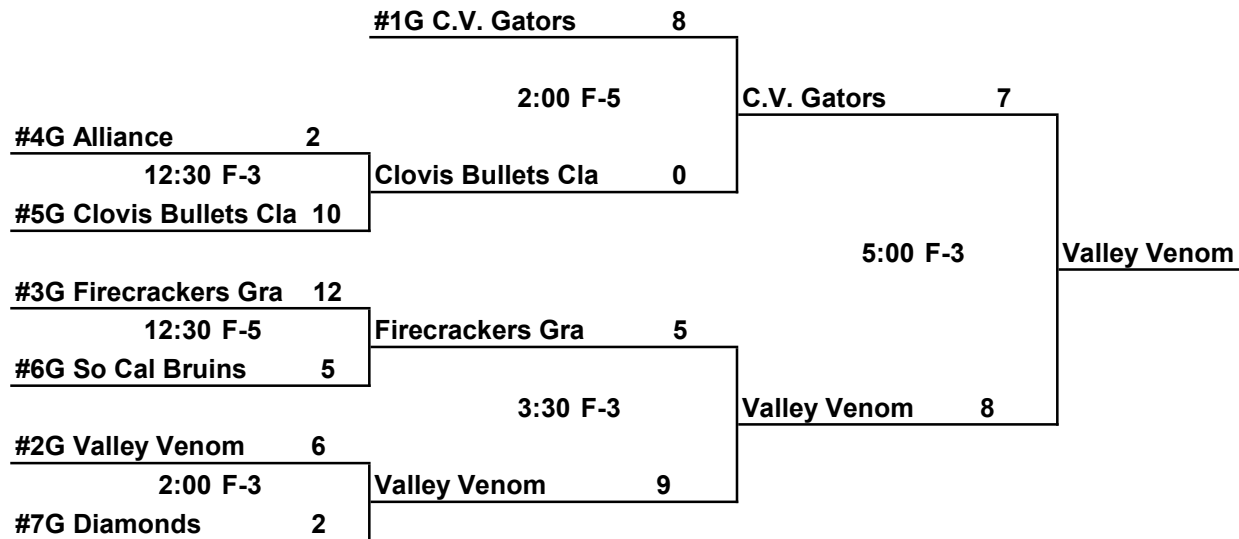 #1G C.V. Gators 8
2:00 F-5
C.V. Gators 7
#4G Alliance 2
12:30 F-3
Clovis Bullets Cla 0
#5G Clovis Bullets Cla 10
5:00 F-3
Valley Venom
#3G Firecrackers Gra 12
12:30 F-5
Firecrackers Gra 5
#6G So Cal Bruins 5
3:30 F-3
Valley Venom 8
#2G Valley Venom 6
2:00 F-3
Valley Venom 9
#7G Diamonds 2